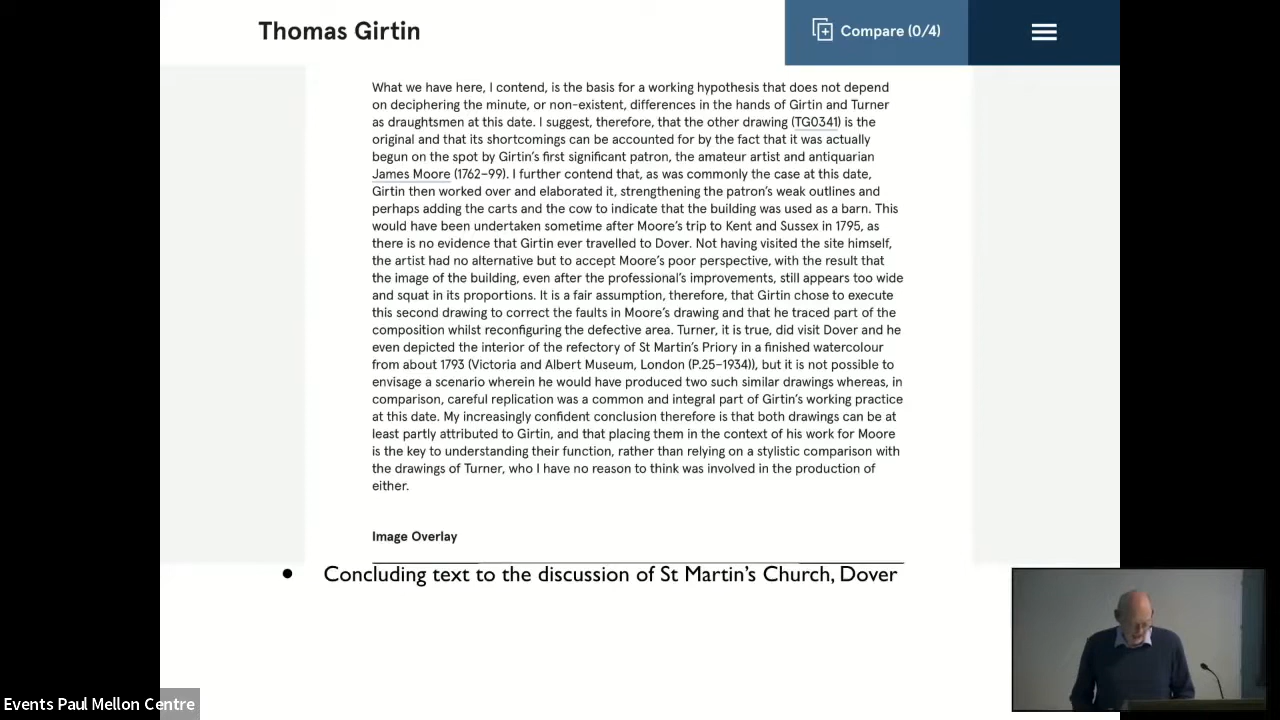 Thomas Girtin
Compare (0/4)
What we have here, I contend, is the basis for a working hypothesis that does not depend
on deciphering the minute, or non-existent, differences in the hands of Girtin and Turner
as draughtsmen at this date. I suggest, therefore, that the other drawing (TG0341) is the
original and that its shortcomings can be accounted for by the fact that it was actually
begun on the spot by Girtin’s first significant patron, the amateur artist and antiquarian
James Moore (1762–99). I further contend that, as was commonly the case at this date,
Girtin then worked over and elaborated it, strengthening the patron’s weak outlines and
perhaps adding the carts and the cow to indicate that the building was used as a barn. This
would have been undertaken sometime after Moore’s trip to Kent and Sussex in 1795, as
there is no evidence that Girtin ever travelled to Dover. Not having visited the site himself,
the artist had no alternative but to accept Moore’s poor perspective, with the result that
the image of the building, even after the professional’s improvements, still appears too wide
and squat in its proportions. It is a fair assumption, therefore, that Girtin chose to execute
this second drawing to correct the faults in Moore’s drawing and that he traced part of the
composition whilst reconfiguring the defective area. Turner, it is true, did visit Dover and he
even depicted the interior of the refectory of St Martin’s Priory in a finished watercolour
from about 1793 (Victoria and Albert Museum, London (P.25–1934)), but it is not possible to
envisage a scenario wherein he would have produced two such similar drawings whereas, in
comparison, careful replication was a common and integral part of Girtin’s working practice
at this date. My increasingly confident conclusion therefore is that both drawings can be at
least partly attributed to Girtin, and that placing them in the context of his work for Moore
is the key to understanding their function, rather than relying on a stylistic comparison with
the drawings of Turner, who I have no reason to think was involved in the production of
either.
Image Overlay
• Concluding text to the discussion of St Martin’s Church, Dover
Events Paul Mellon Centre